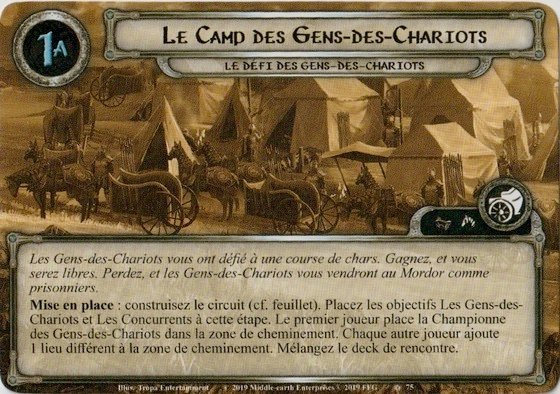 1A
LE CAMP DES GENS-DES-CHARIOTS
LE DÉFI DES GENS-DES-CHARIOTS
Les Gens-des-Chariots vous ont défié à une course de chars. Gagnez, et vous
serez libres. Perdez, et les Gens-des-Chariots vous vendront au Mordor comme
prisonniers.
Mise en place : construisez le circuit (cf. feuillet). Placez les objectifs Les Gens-des-
Chariots et Les Concurrents à cette étape. Le premier joueur place la Championne
des Gens-des-Chariots dans la zone de cheminement. Chaque autre joueur ajoute
1 lieu différent à la zone de cheminement. Mélangez le deck de rencontre.
Illus. Tropa Entertainment © 2019 Middle-earth Enterprises © 2019 FFG 75